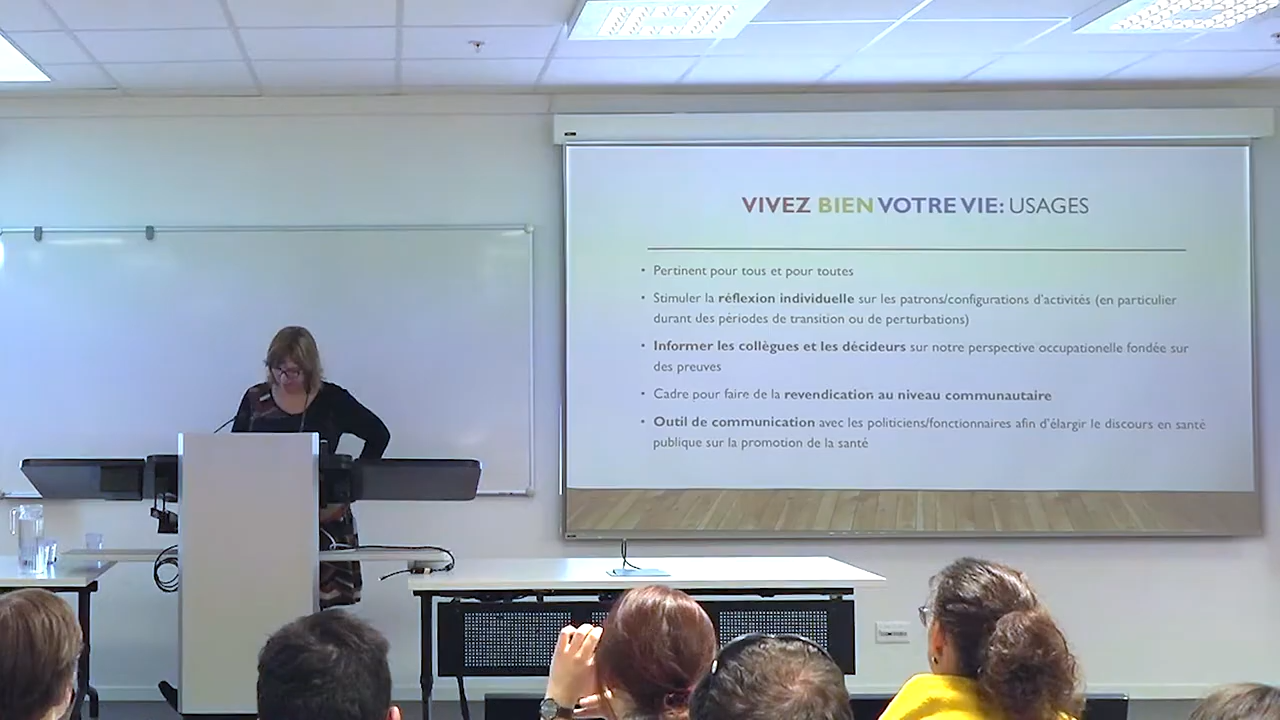 VIVEZ BIEN VOTRE VIE: USAGES
• Pertinent pour tous et pour toutes
• Stimuler la réflexion individuelle sur les patrons/configurations d'activités (en particulier
durant des périodes de transition ou de perturbations)
• Informer les collègues et les décideurs sur notre perspective occupationelle fondée sur
des preuves
• Cadre pour faire de la revendication au niveau communautaire
• Outil de communication avec les politiciens/fonctionnaires afin d'élargir le discours en santé
publique sur la promotion de la santé